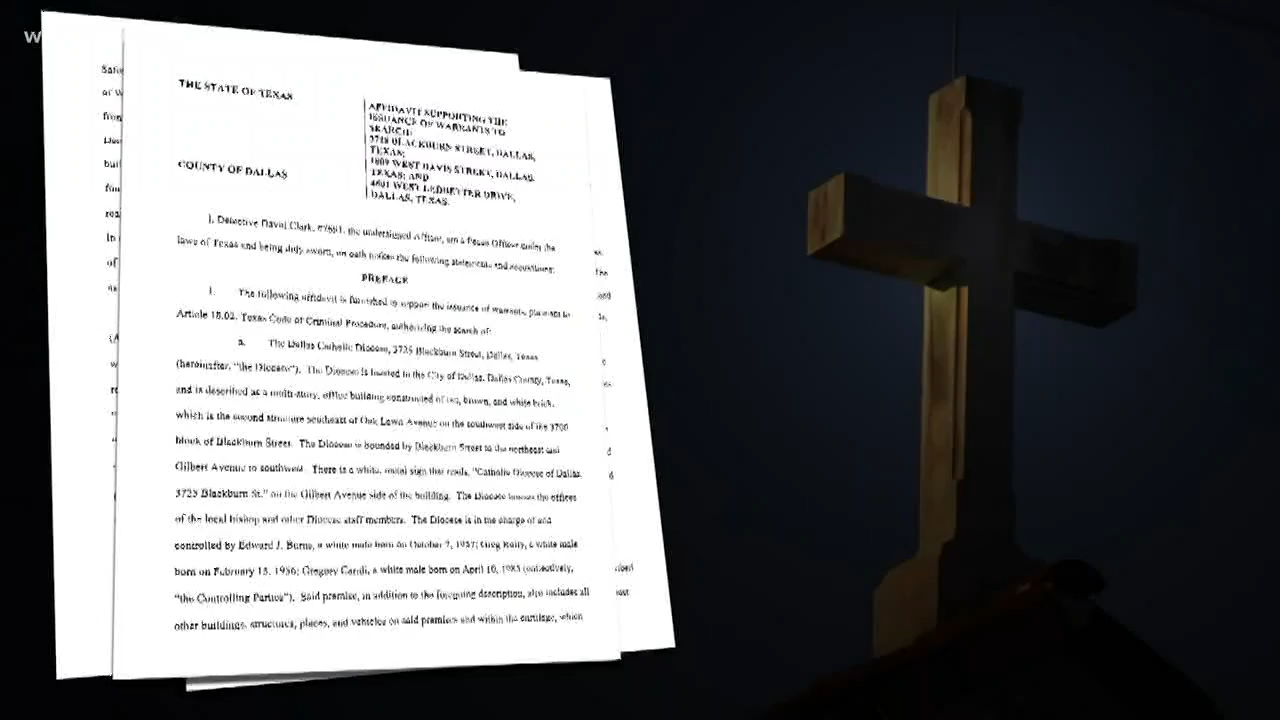 w
THE STATE OF TEXAS
COUNTY OF DALLAS
AFFIDAVIT SUPPORTING THE
ISSUANCE OF WARRANTS TO
SEARCH:
BLACKBURN STREET, DALLAS,
TEXAS;
1809 WEST DAVIS STREET, DALLAS,
TEXAS; AND
4601 WEST LEDBETTER DRIVE,
DALLAS, TEXAS.
I, Detective David Clark, the undersigned Affiant, am a Peace Officer under the
laws of Texas and being duly sworn, on oath makes the following statements and accusations:
PREFACE
1. The following affidavit is furnished to support the issuance of warrants, pursuant to
Article 18.02, Texas Code of Criminal Procedure, authorizing the search of:
a. The Dallas Catholic Diocese, 3725 Blackburn Street, Dallas, Texas
(hereinafter, "the Diocese"). The Diocese is located in the City of Dallas, Dallas County, Texas,
and is described as a multi-story, office building constructed of tan, brown, and white brick,
which is the second structure southeast of Oak Lawn Avenue on the southwest side of the 3700
block of Blackburn Street. The Diocese is bounded by Blackburn Street to the northeast and
Gilbert Avenue to southwest. There is a white, metal sign that reads, "Catholic Diocese of Dallas,
3725 Blackburn St." on the Gilbert Avenue side of the building. The Diocese houses the offices
of the local bishop and other Diocese staff members. The Diocese is in the charge of and
controlled by Edward J. Burns, a white male born on October 7, 1957; Greg Kelly, a white male
born on February 15, 1956; Gregory Caridi, a white male born on April 10, (collectively,
"the Controlling Parties"). Said premise, in addition to the foregoing description, also includes all
other buildings, structures, places, and vehicles on said premises and within the curtilage, which